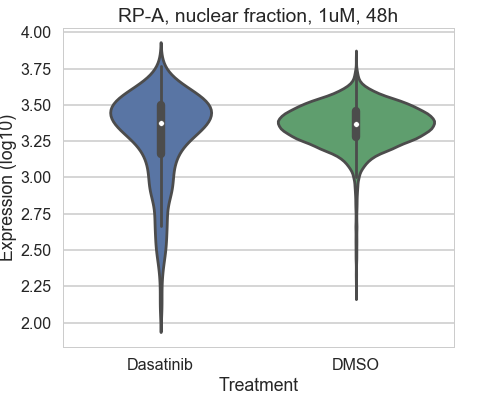 RP-A, nuclear fraction, 1uM, 48h
4.00
3.75
3.50
3.25
3.00
2.75
2.50
2.25
2.00
Expression (log10)
Dasatinib
DMSO
Treatment